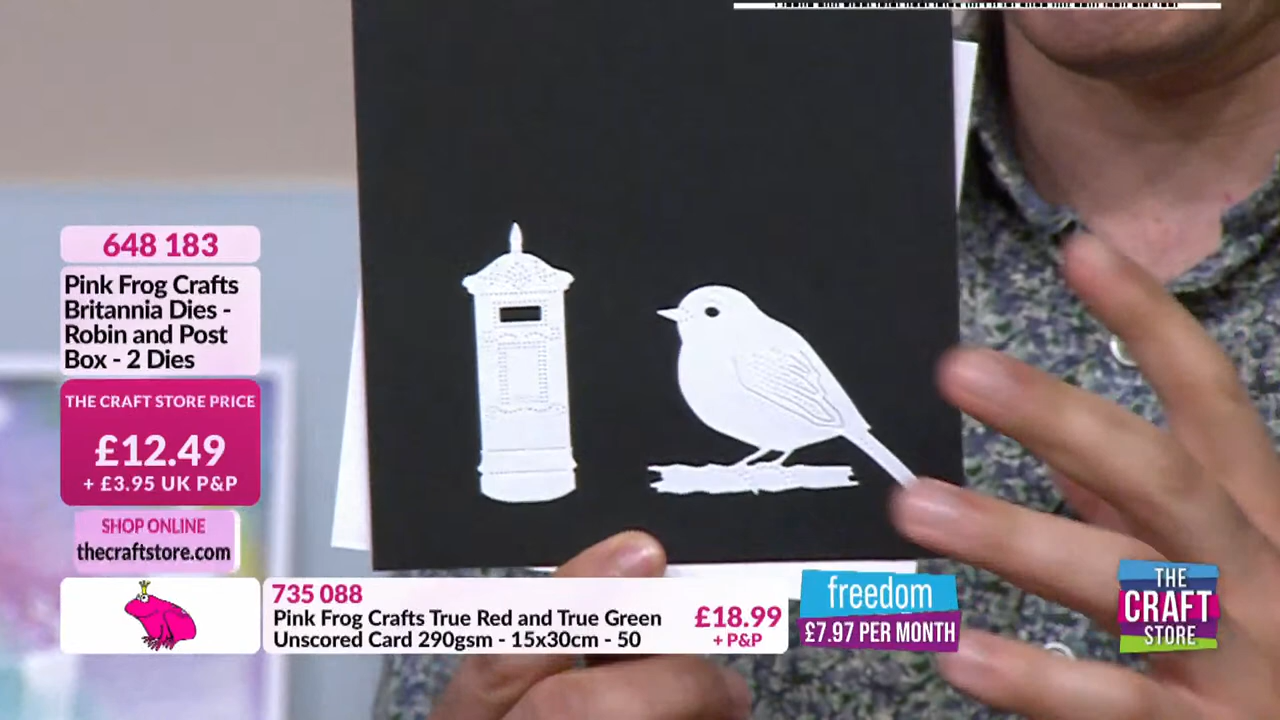 648 183
Pink Frog Crafts
Britannia Dies -
Robin and Post
Box - 2 Dies
THE CRAFT STORE PRICE
£12.49
+ £3.95 UK P&P
SHOP ONLINE
thecraftstore.com
735 088
Pink Frog Crafts True Red and True Green
Unscored Card 290gsm - 15x30cm - 50
£18.99
+ P&P
freedom
£7.97 PER MONTH
THE
CRAFT
STORE